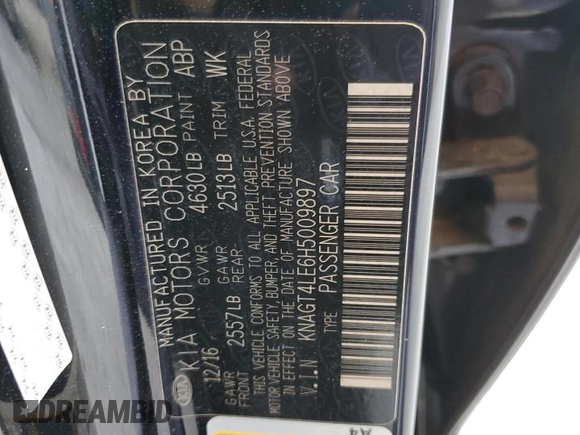 MANUFACTURED IN KOREA BY
KIA MOTORS CORPORATION
12/16 GVWR 4630LB PAINT ABP
GAWR FRONT 2557LB GAWR REAR 2513LB TRIM WK
THIS VEHICLE CONFORMS TO ALL APPLICABLE U.S.A. FEDERAL
MOTOR VEHICLE SAFETY, BUMPER, AND THEFT PREVENTION STANDARDS
IN EFFECT ON THE DATE OF MANUFACTURE SHOWN ABOVE
V.I.N KNAGT4LE6H5009897
TYPE PASSENGER CAR
A4
DREAMBID